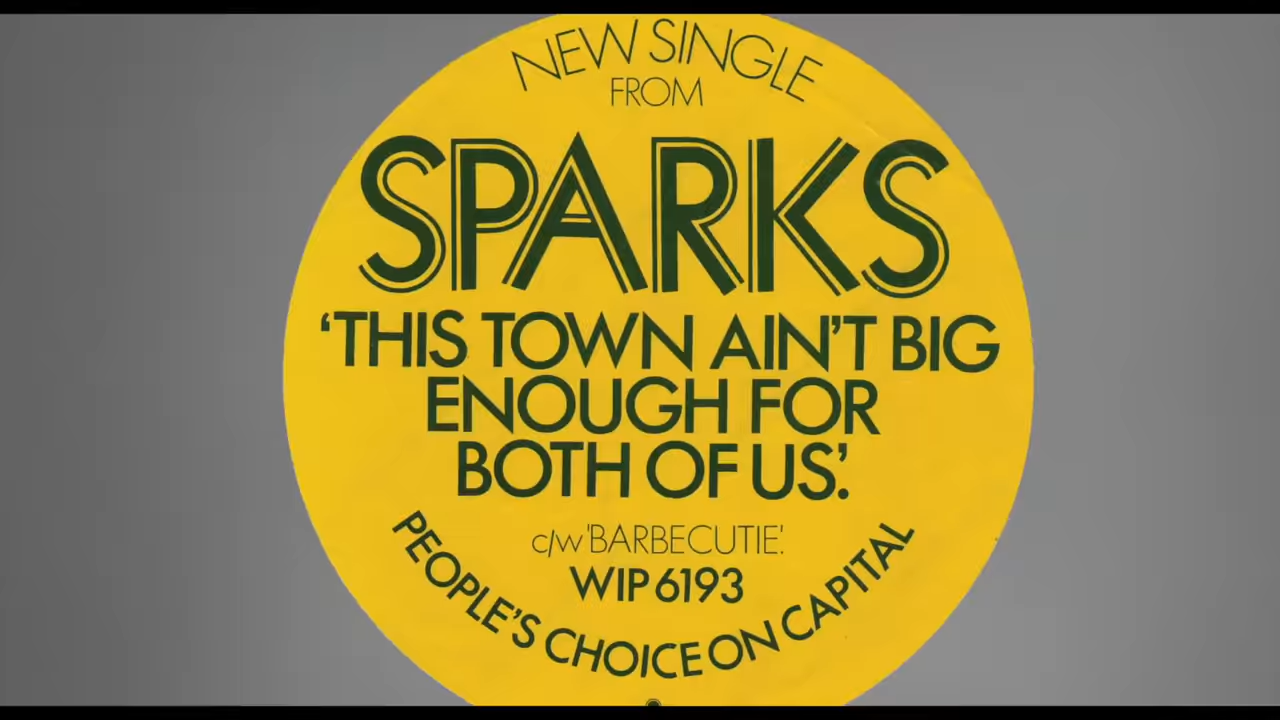 NEW SINGLE
FROM
SPARKS
‘THIS TOWN AIN’T BIG
ENOUGH FOR
BOTH OF US’.
c/w 'BARBECUTIE'.
WIP 6193
PEOPLE'S CHOICE ON CAPITAL